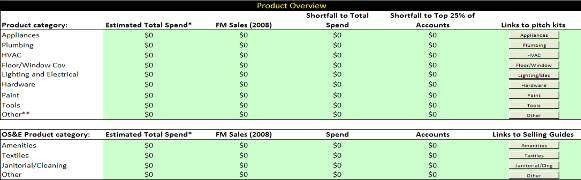 Product Overview
Shortfall to Total Shortfall to Top 25% of
Product category: Estimated Total Spend* FM Sales (2008) Spend Accounts Links to pitch kits
Appliances $0 $0 $0 $0 Appliances
Plumbing $0 $0 $0 $0 Plumbing
HVAC $0 $0 $0 $0 HVAC
Floor/Window Cov $0 $0 $0 $0 Floor/Window
Lighting and Electrical $0 $0 $0 $0 Lighting/Elec
Hardware $0 $0 $0 $0 Hardware
Paint $0 $0 $0 $0 Paint
Tools $0 $0 $0 $0 Tools
Other** $0 $0 $0 $0 Other
OS&E Product category: Estimated Total Spend* FM Sales (2008) Spend Accounts Links to Selling Guides
Amenities $0 $0 $0 $0 Amenities
Textiles $0 $0 $0 $0 Textiles
Janitorial/Cleaning $0 $0 $0 $0 Janitorial/Clng
Other $0 $0 $0 $0 Other